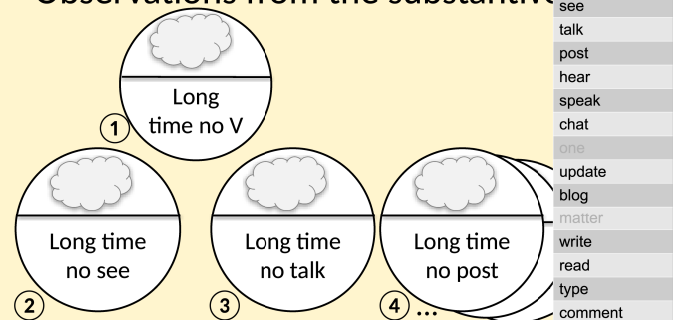 Observations from the substantive
Long
time no V
1
Long time
no see
2
Long time
no talk
3
Long time
no post
4 ...
see
talk
post
hear
speak
chat
one
update
blog
matter
write
read
type
comment